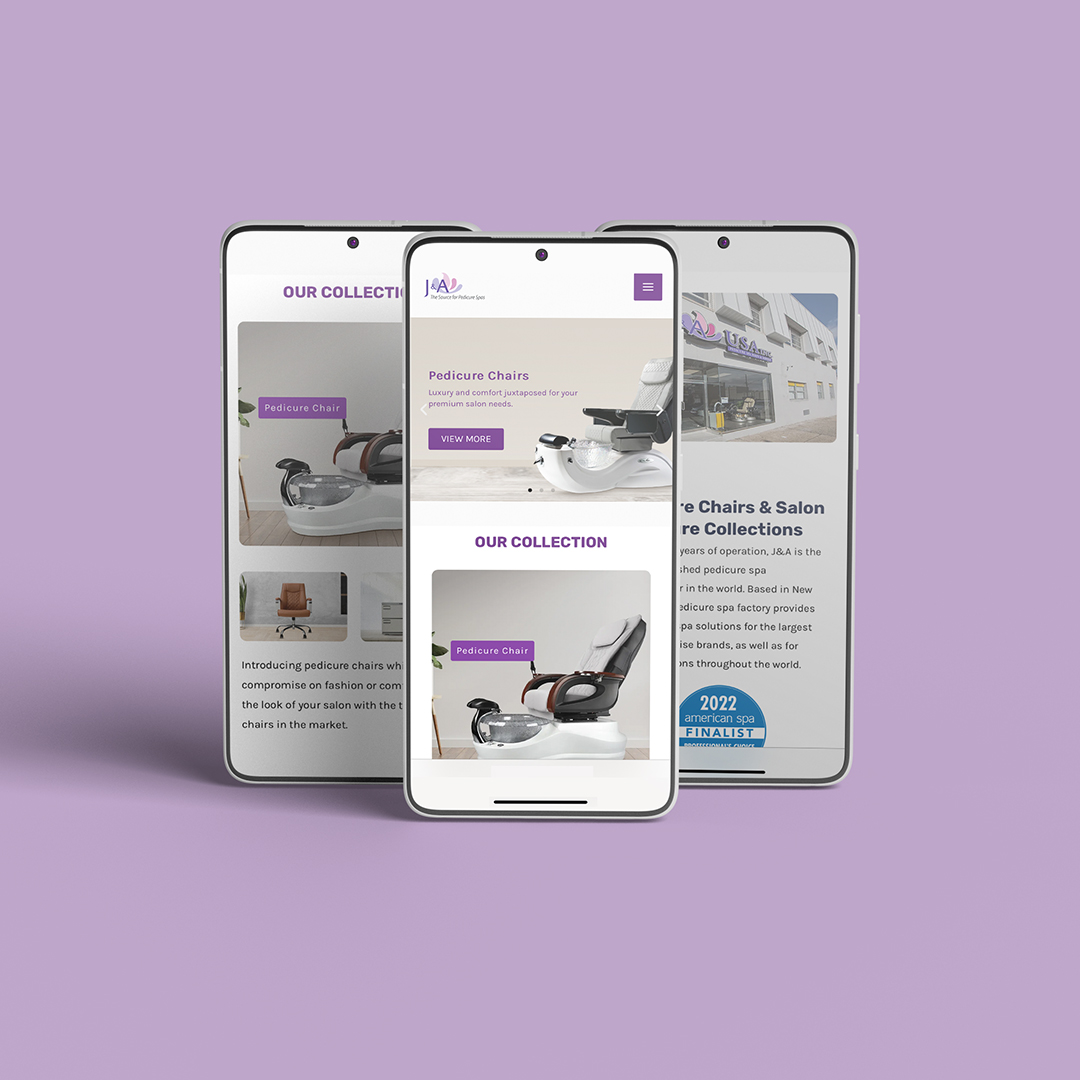 OUR COLLECTI
Pedicure Chair
Introducing pedicure chairs whi
compromise on fashion or com
the look of your salon with the t
chairs in the market.
J&A
The Source for Pedicure Spas
Pedicure Chairs
Luxury and comfort juxtaposed for your
premium salon needs.
VIEW MORE
OUR COLLECTION
Pedicure Chair
A USA
re Chairs & Salon
re Collections
years of operation, J&A is the
shed pedicure spa
r in the world. Based in New
edicure spa factory provides
pa solutions for the largest
ise brands, as well as for
ons throughout the world.
2022
american spa
FINALIST
PROFESSIONAL'S CHOICE